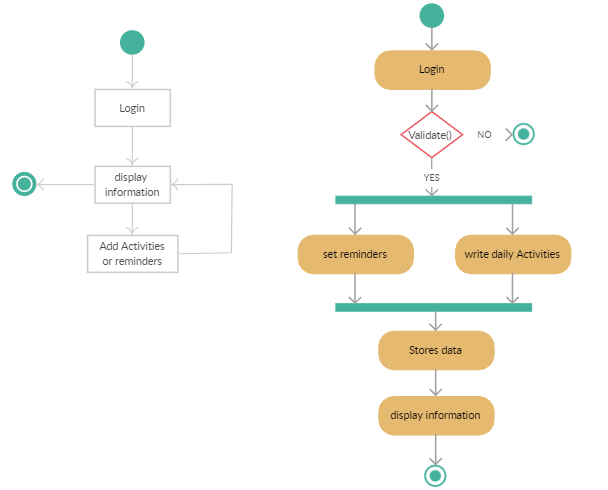 Login
display
information
Add Activities
or reminders
Login
Validate()
NO
YES
set reminders
write daily Activities
Stores data
display information